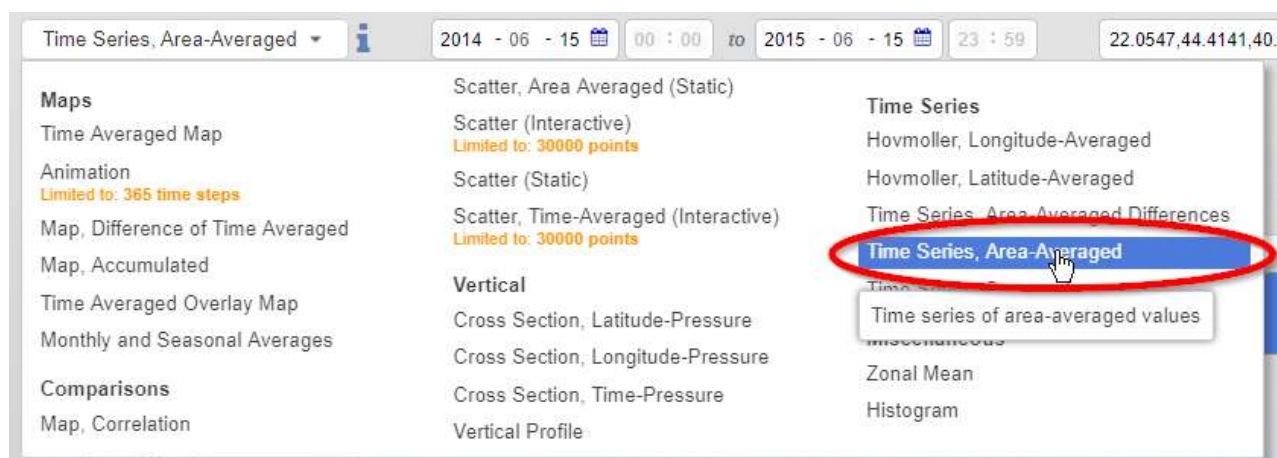 Time Series, Area-Averaged
i
2014 - 06 - 15
00 : 00
to
2015 - 06 - 15
23 : 59
22.0547,44.4141,40.
Maps
Time Averaged Map
Animation
Limited to: 365 time steps
Map, Difference of Time Averaged
Map, Accumulated
Time Averaged Overlay Map
Monthly and Seasonal Averages
Comparisons
Map, Correlation
Scatter, Area Averaged (Static)
Scatter (Interactive)
Limited to: 30000 points
Scatter (Static)
Scatter, Time-Averaged (Interactive)
Limited to: 30000 points
Vertical
Cross Section, Latitude-Pressure
Cross Section, Longitude-Pressure
Cross Section, Time-Pressure
Vertical Profile
Time Series
Hovmoller, Longitude-Averaged
Hovmoller, Latitude-Averaged
Time Series, Area-Averaged Differences
Time Series, Area-Averaged
Time series of area-averaged values
Miscellaneous
Zonal Mean
Histogram